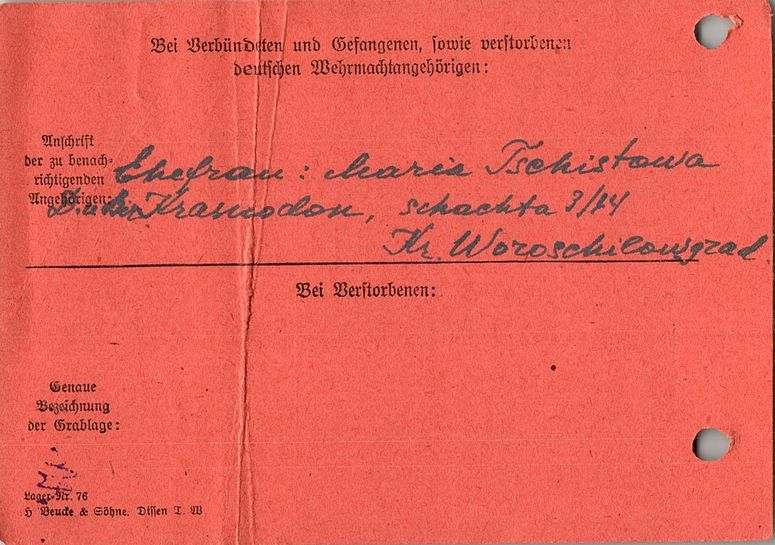 Bei Verbündeten und Gefangenen, sowie verstorbenen
deutschen Wehrmachtangehörigen:
Anschrift
der zu benach-
richtigenden
Angehörigen:
Ehefrau: Maria Tschistowa
Krasnodon, Schachta 3/14
Kr. Woroschilowsgrad
Bei Verstorbenen:
Genaue
Bezeichnung
der Grablage:
Lager-Nr. 76
H Beucke & Söhne, Dissen T. W